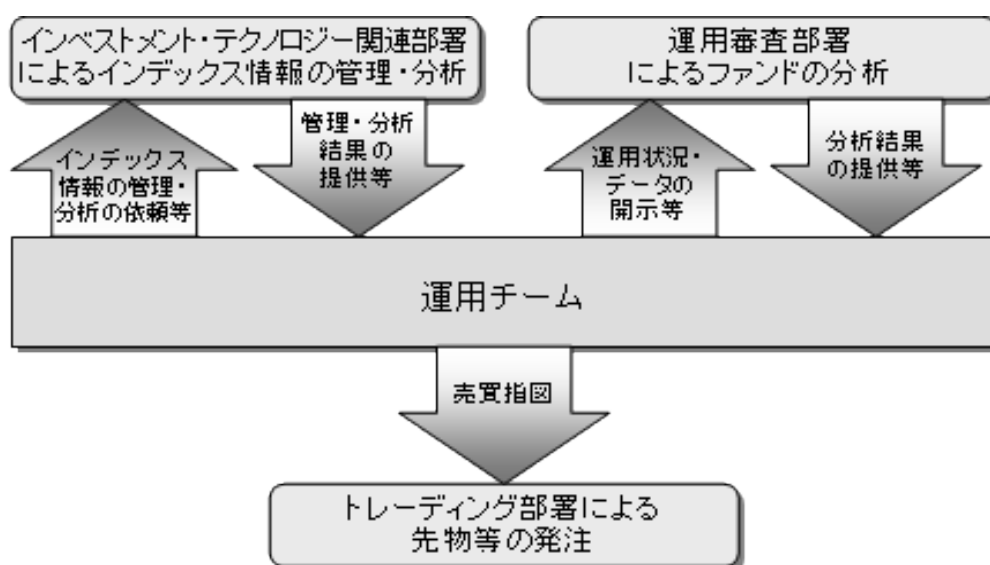 インベストメント・テクノロジー関連部署
によるインデックス情報の管理・分析
運用審査部署
によるファンドの分析
インデックス
情報の管理・
分析の依頼等
管理・分析
結果の
提供等
運用状況・
データの
開示等
分析結果
の提供等
運用チーム
売買指図
トレーディング部署による
先物等の発注